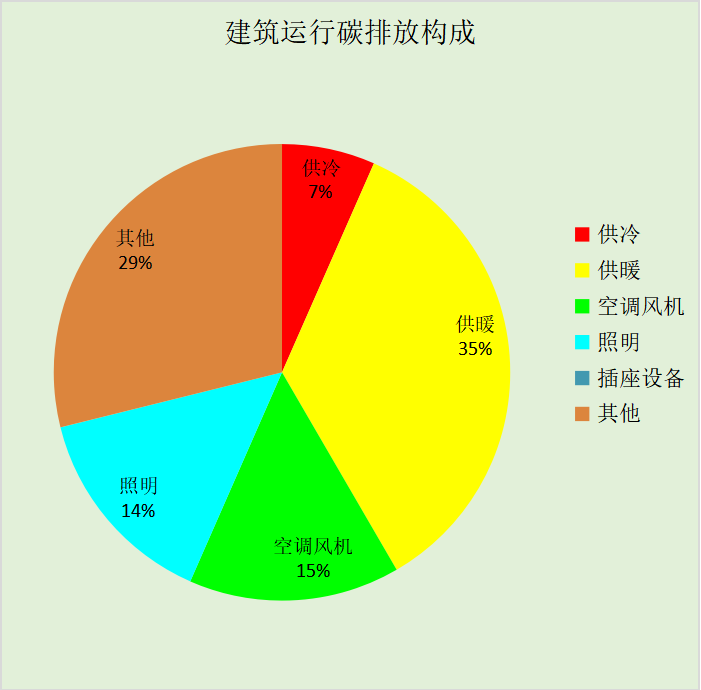 建筑运行碳排放构成
供冷
7%
供暖
35%
空调风机
15%
照明
14%
其他
29%
供冷
供暖
空调风机
照明
插座设备
其他